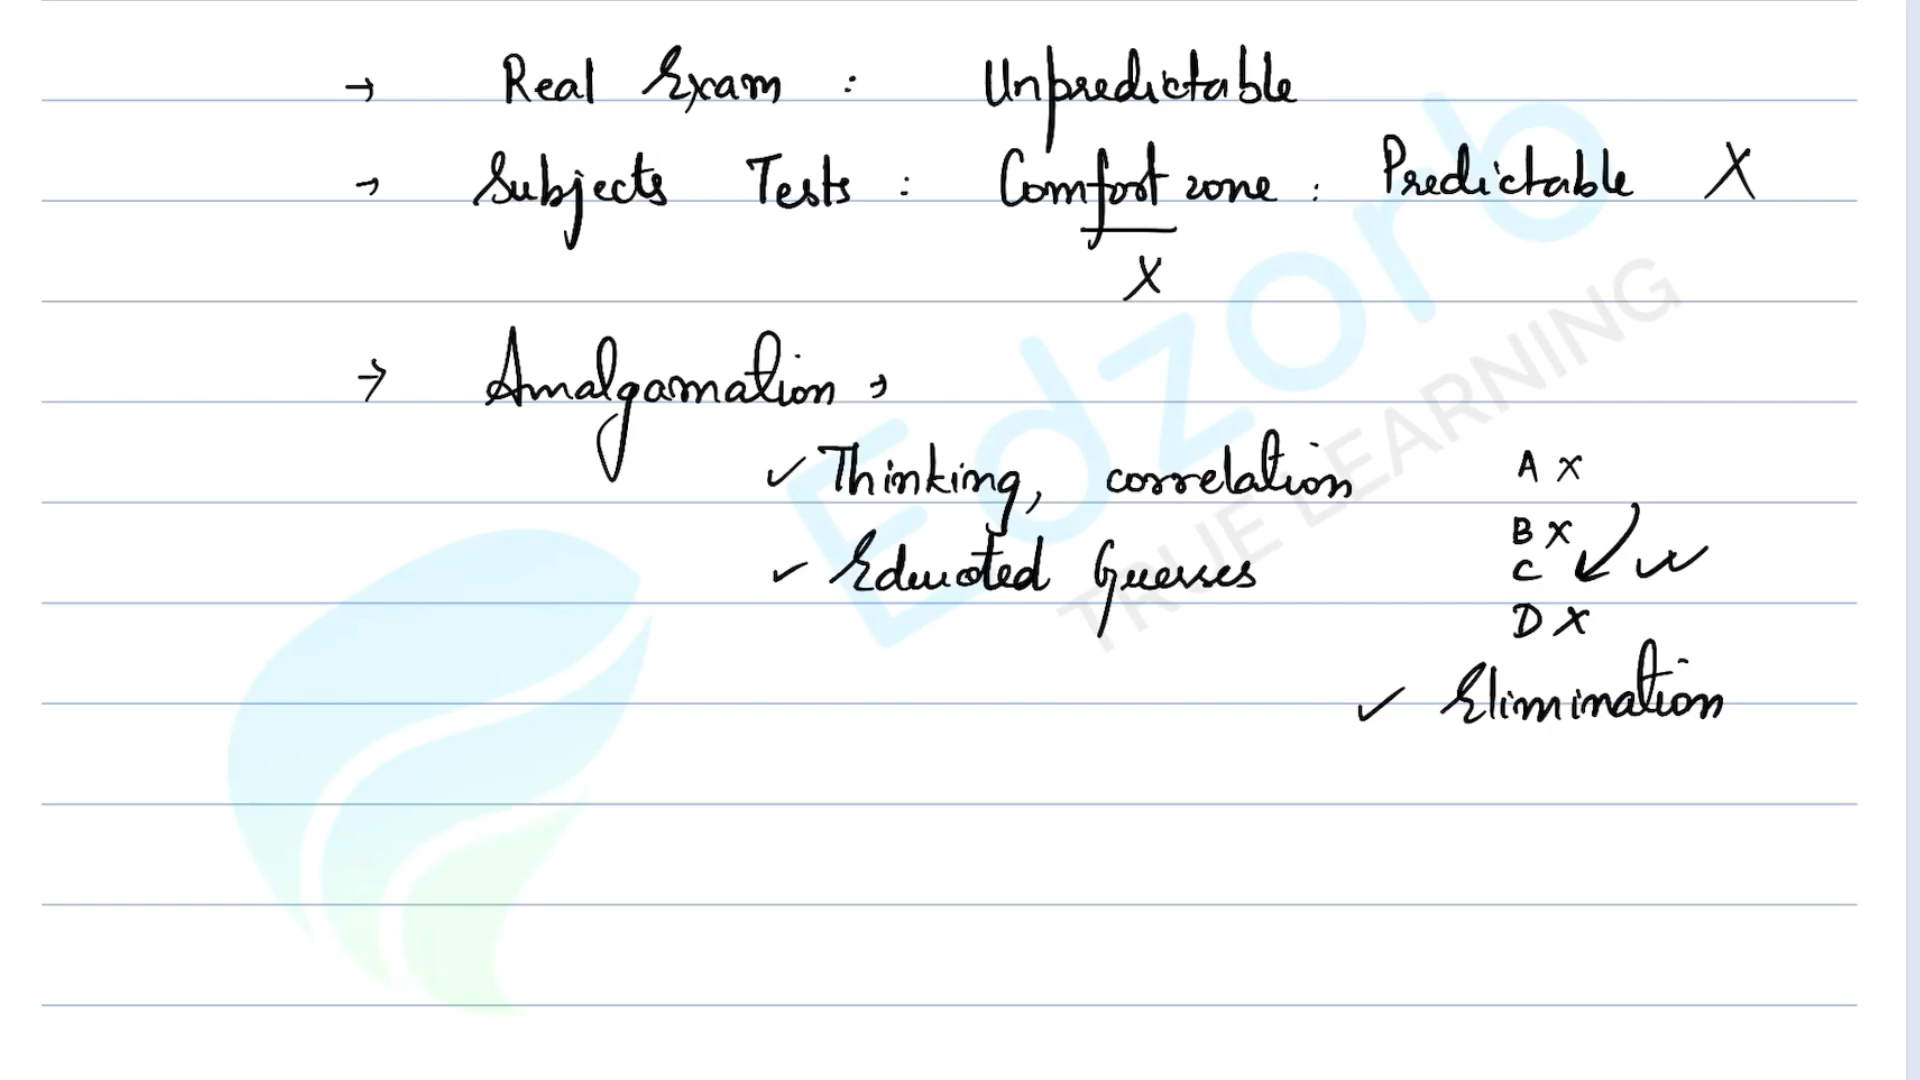 → Real Exam : Unpredictable
→ Subjects Tests : Comfort zone : Predictable X
X
→ Amalgamation →
✓ Thinking, correlation
✓ Educated Guesses
A X
B X
C ✓
D X
✓ Elimination
Edzorb
TRUE LEARNING